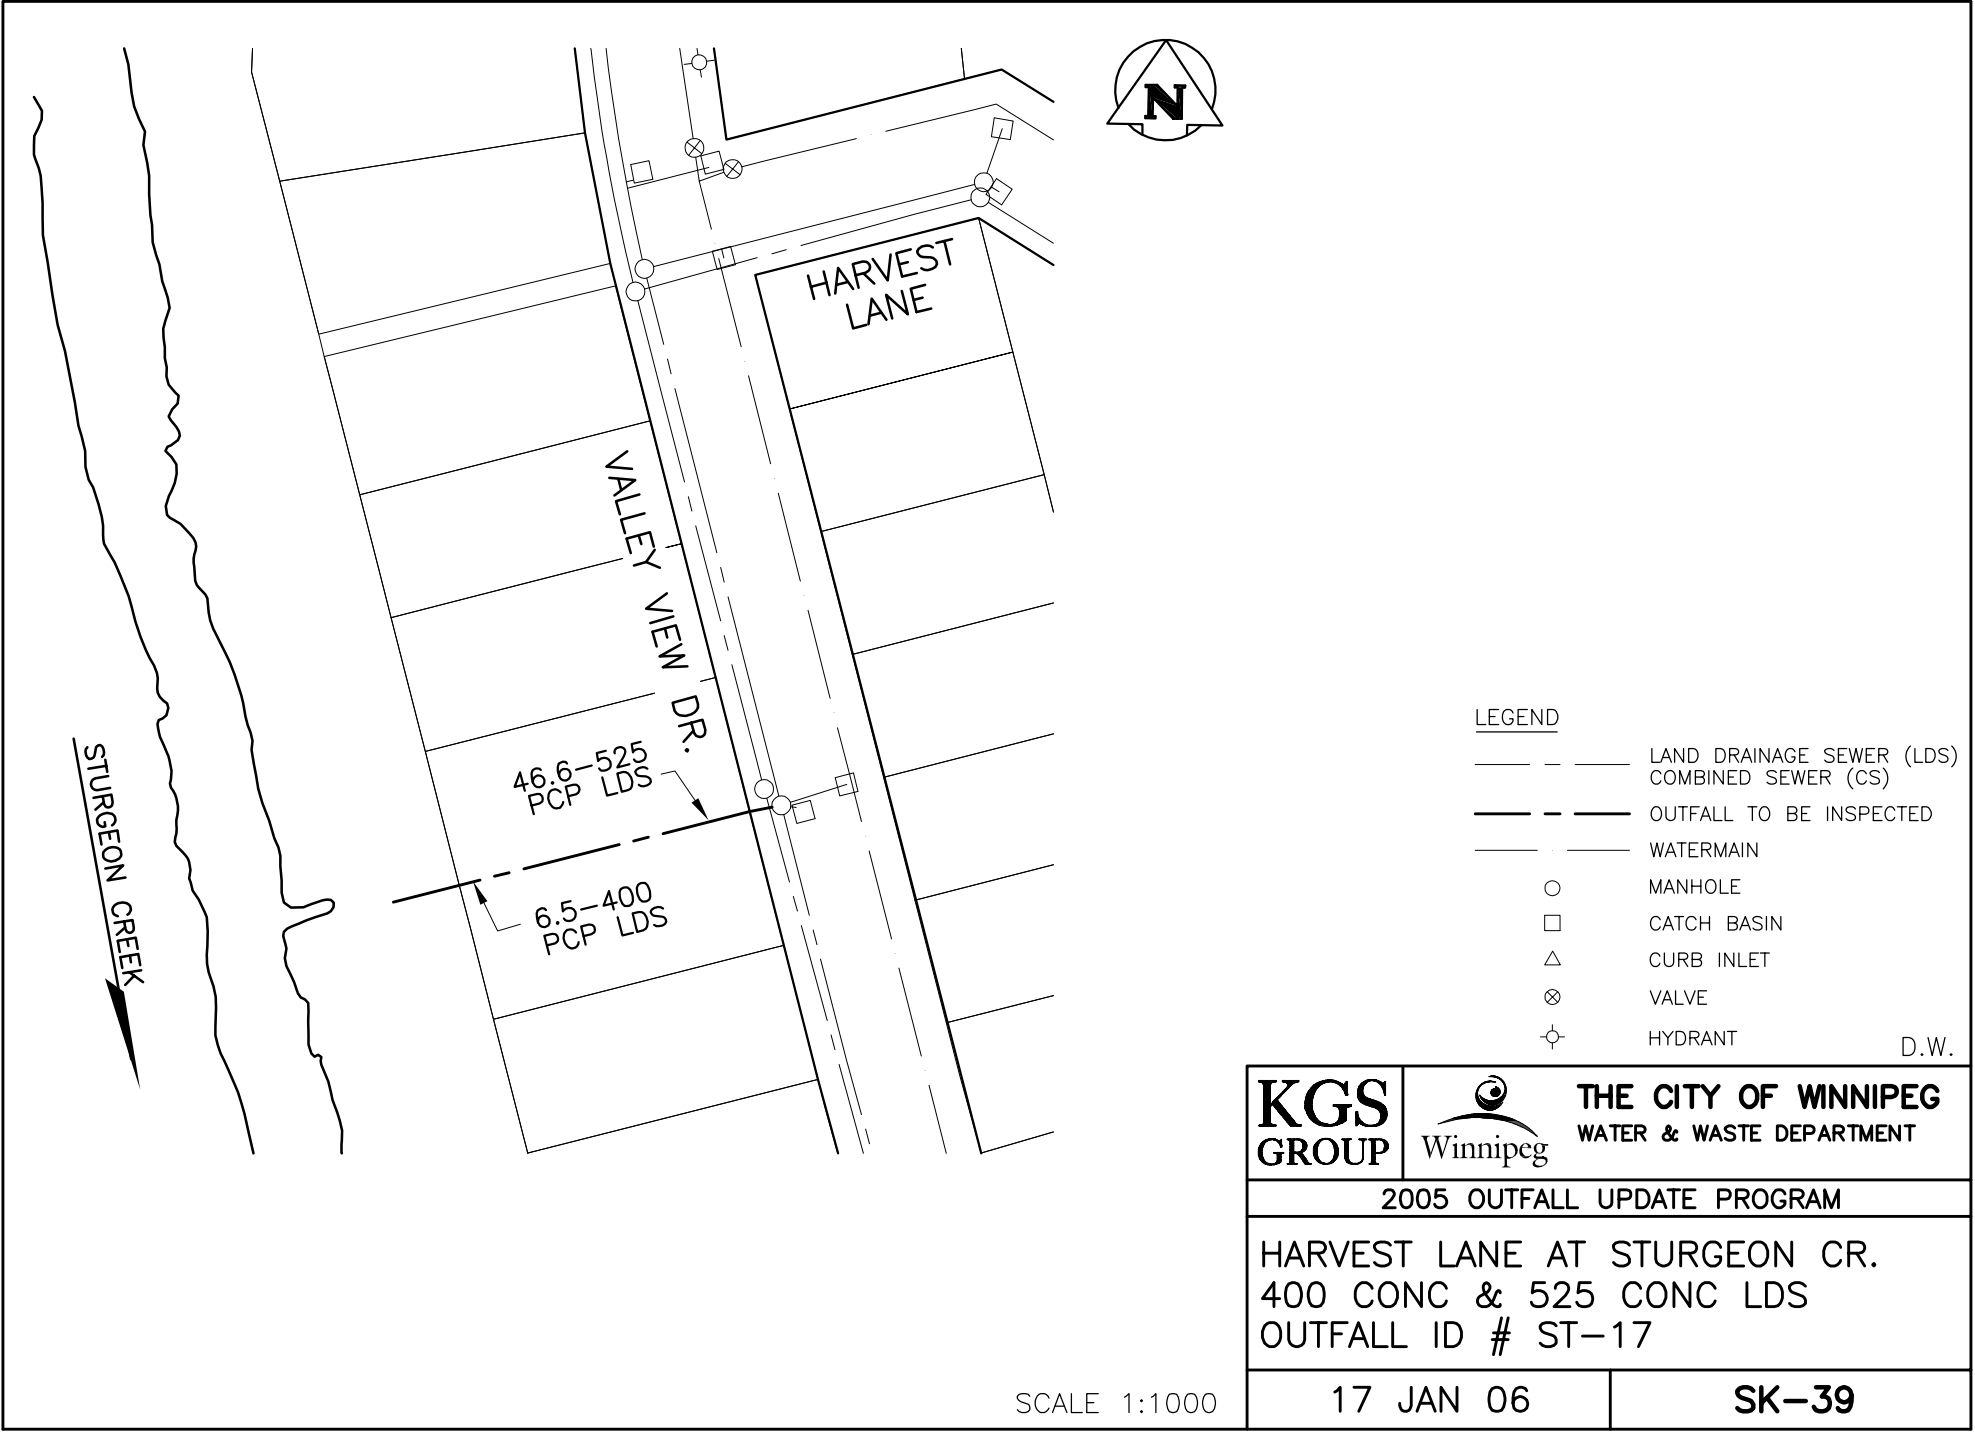 N
HARVEST
LANE
VALLEY VIEW DR.
46.6-525
PCP LDS
6.5-400
PCP LDS
STURGEON CREEK
LEGEND
LAND DRAINAGE SEWER (LDS)
COMBINED SEWER (CS)
OUTFALL TO BE INSPECTED
WATERMAIN
MANHOLE
CATCH BASIN
CURB INLET
VALVE
HYDRANT
D.W.
KGS
GROUP
Winnipeg
THE CITY OF WINNIPEG
WATER & WASTE DEPARTMENT
2005 OUTFALL UPDATE PROGRAM
HARVEST LANE AT STURGEON CR.
400 CONC & 525 CONC LDS
OUTFALL ID # ST-17
SCALE 1:1000
17 JAN 06
SK-39